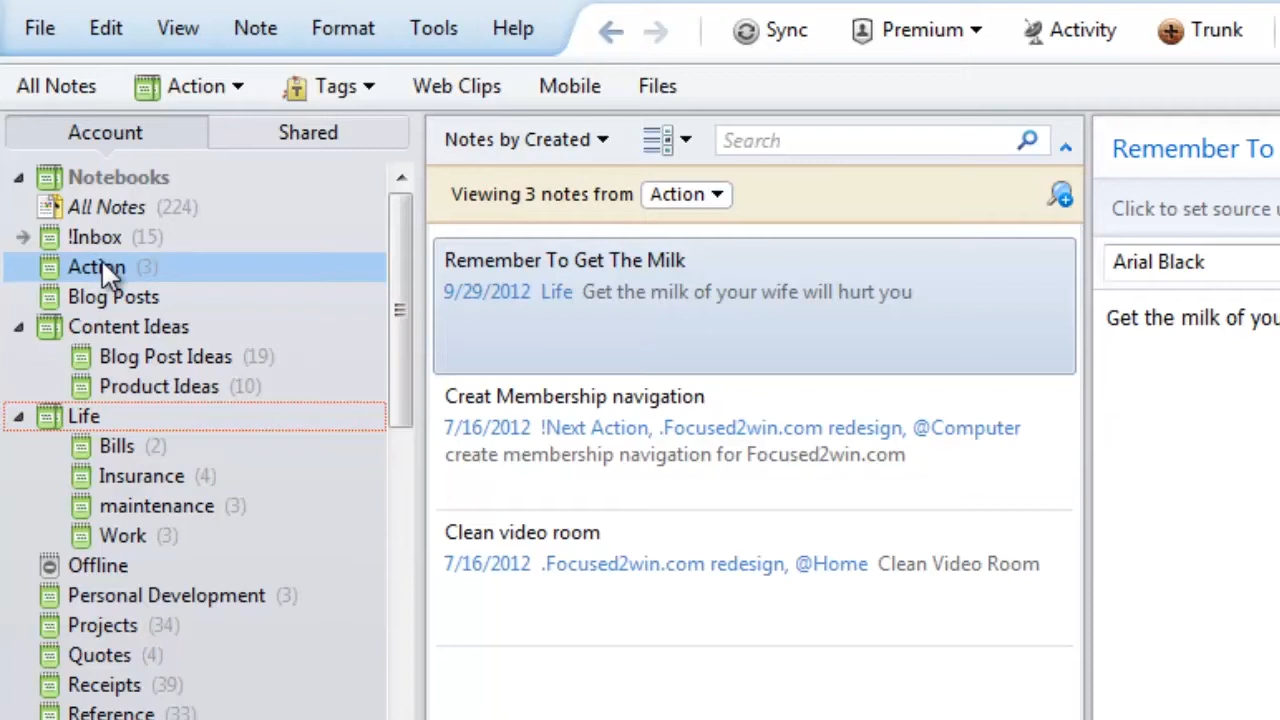 File Edit View Note Format Tools Help
Sync Premium Activity Trunk
All Notes Action Tags Web Clips Mobile Files
Account Shared
Notebooks
All Notes (224)
!Inbox (15)
Action (3)
Blog Posts
Content Ideas
Blog Post Ideas (19)
Product Ideas (10)
Life
Bills (2)
Insurance (4)
maintenance (3)
Work (3)
Offline
Personal Development (3)
Projects (34)
Quotes (4)
Receipts (39)
Reference (33)
Notes by Created Search
Viewing 3 notes from Action
Remember To Get The Milk
9/29/2012 Life Get the milk of your wife will hurt you
Creat Membership navigation
7/16/2012 !Next Action, .Focused2win.com redesign, @Computer
create membership navigation for Focused2win.com
Clean video room
7/16/2012 .Focused2win.com redesign, @Home Clean Video Room
Remember To
Click to set source
Arial Black
Get the milk of you